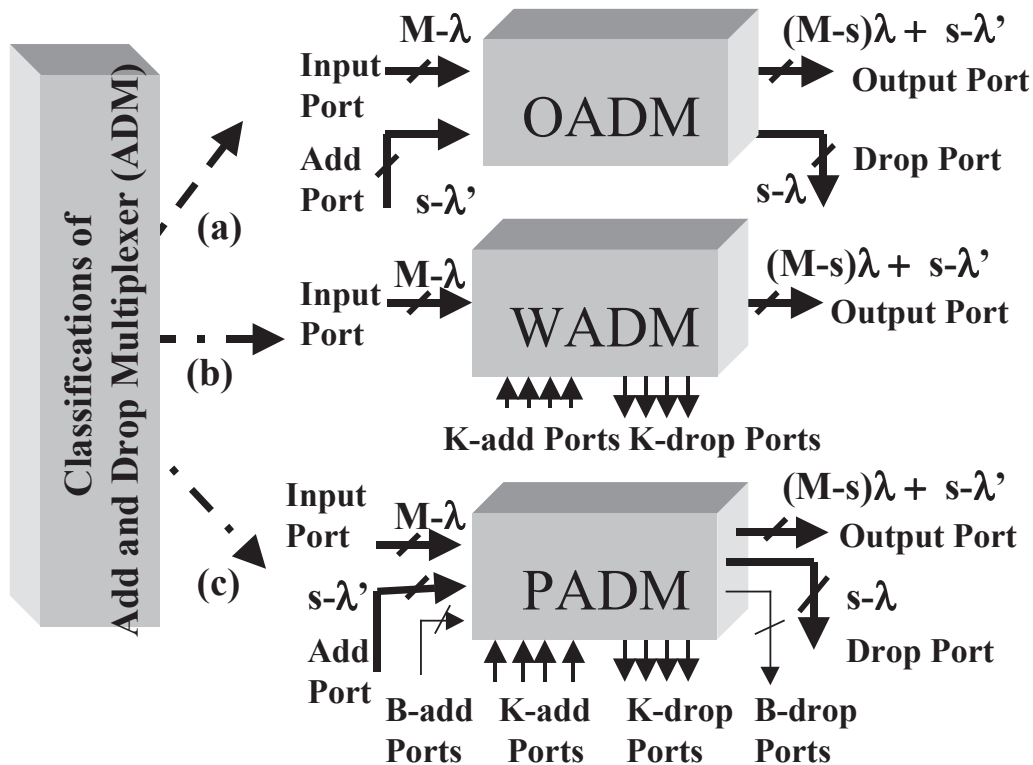 Classifications of
Add and Drop Multiplexer (ADM)
(a)
M-λ
Input
Port
Add
Port
s-λ’
OADM
(M-s)λ + s-λ’
Output Port
Drop Port
s-λ
(b)
Input
Port
M-λ
WADM
(M-s)λ + s-λ’
Output Port
K-add Ports K-drop Ports
(c)
Input
Port
M-λ
s-λ’
Add
Port
PADM
(M-s)λ + s-λ’
Output Port
s-λ
Drop Port
B-add
Ports
K-add
Ports
K-drop
Ports
B-drop
Ports